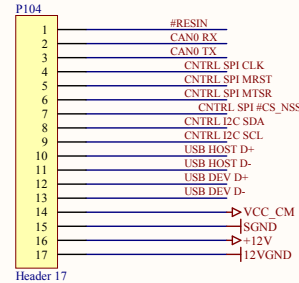 P104
1 #RESIN
2 CAN0 RX
3 CAN0 TX
4 CNTRL SPI CLK
5 CNTRL SPI MRST
6 CNTRL SPI MTSR
7 CNTRL SPI #CS_NSS
8 CNTRL I2C SDA
9 CNTRL I2C SCL
10 USB HOST D+
11 USB HOST D-
12 USB DEV D+
13 USB DEV D-
14 VCC_CM
15 SGND
16 +12V
17 12VGND
Header 17